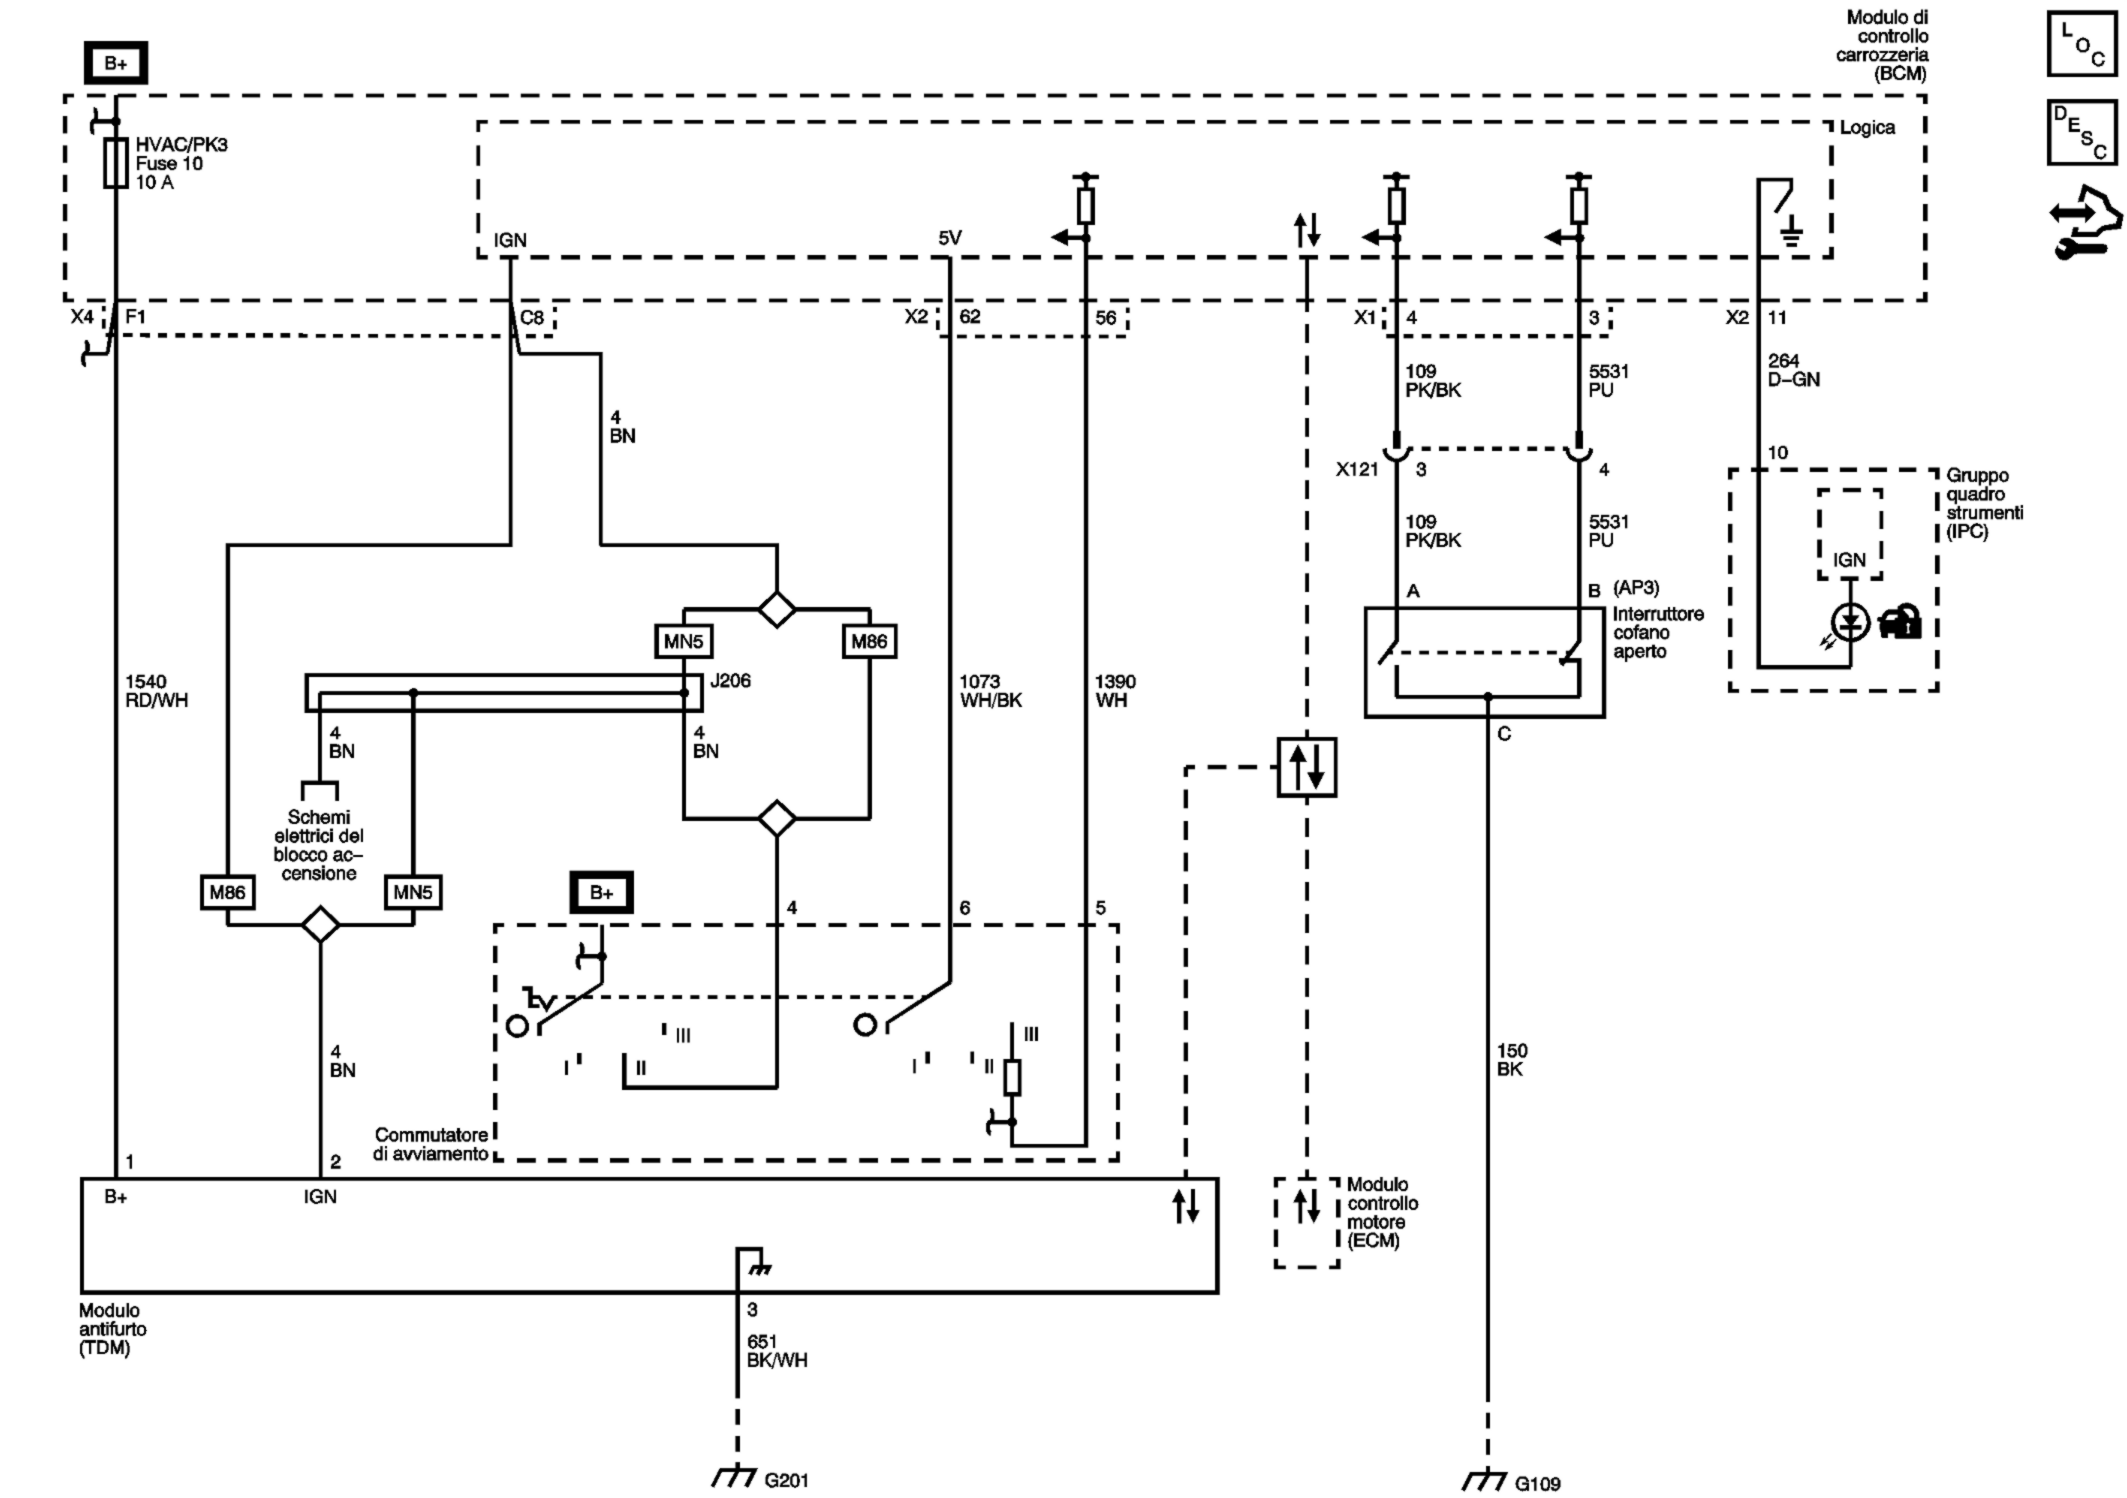 Modulo di
controllo
carrozzeria
(BCM)
L
O
C
D
E
S
C
B+
Logica
HVAC/PK3
Fuse 10
10 A
IGN
5V
X4
F1
C8
X2
62
56
X1
4
3
X2
11
109
PK/BK
5531
PU
264
D-GN
4
BN
10
X121
3
4
Gruppo
quadro
strumenti
(IPC)
109
PK/BK
5531
PU
IGN
A
B
(AP3)
Interruttore
cofano
aperto
MN5
M86
J206
1540
RD/WH
1073
WH/BK
1390
WH
4
BN
4
BN
C
Schemi
elettrici del
blocco ac-
censione
M86
MN5
B+
4
6
5
III
I
II
III
I
II
4
BN
150
BK
Commutatore
di avviamento
1
2
B+
IGN
Modulo
controllo
motore
(ECM)
Modulo
antifurto
(TDM)
3
651
BK/WH
G201
G109